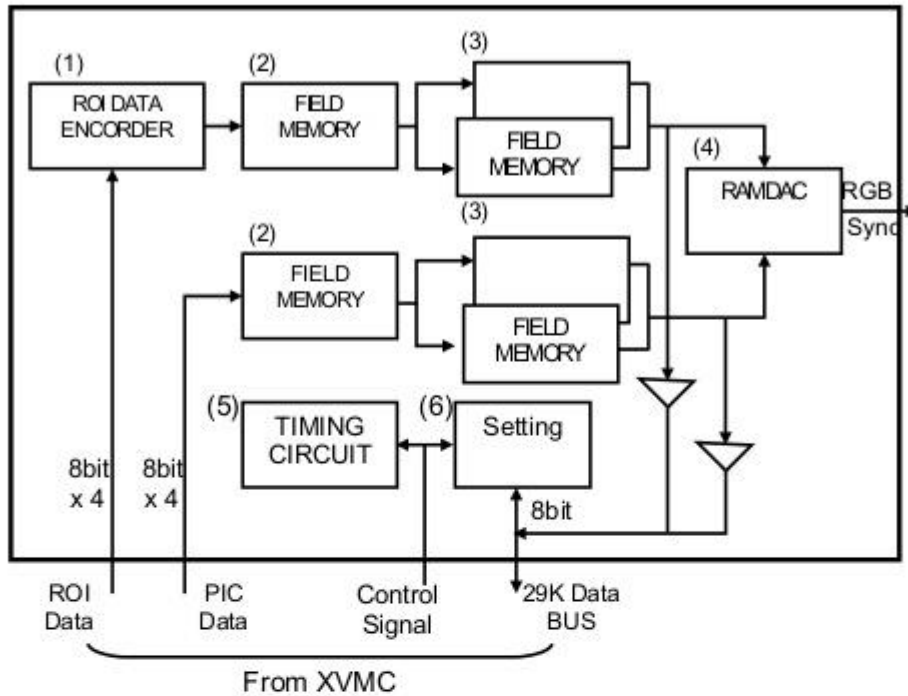 (1)
ROI DATA
ENCORDER
(2)
FIELD
MEMORY
(3)
FIELD
MEMORY
(4)
RAMDAC
RGB
Sync
(2)
FIELD
MEMORY
(3)
FIELD
MEMORY
(5)
TIMING
CIRCUIT
(6)
Setting
8bit
x 4
8bit
x 4
8bit
ROI
Data
PIC
Data
Control
Signal
29K Data
BUS
From XVMC